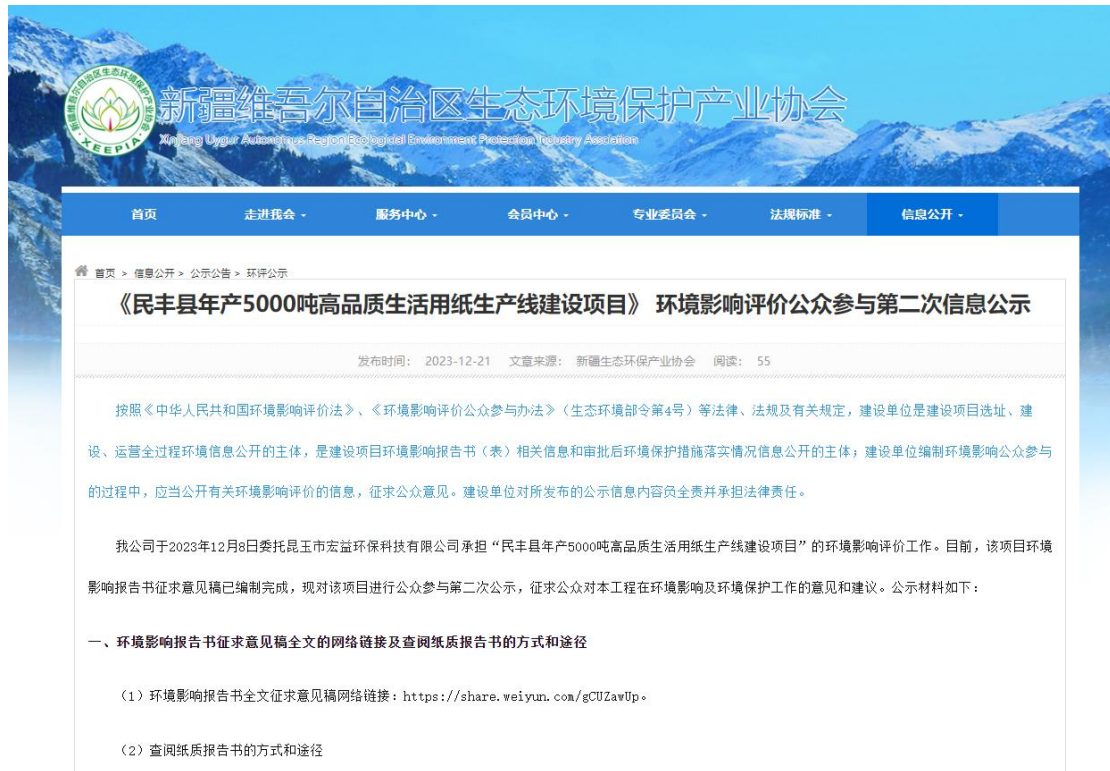 新疆维吾尔自治区生态环境保护产业协会
XEEPIA
首页 走进我会 服务中心 会员中心 专业委员会 法规标准 信息公开
首页 > 信息公开 > 公示公告 > 环评公示
《民丰县年产5000吨高品质生活用纸生产线建设项目》 环境影响评价公众参与第二次信息公示
发布时间： 2023-12-21 文章来源： 新疆生态环保产业协会 阅读： 55
按照《中华人民共和国环境影响评价法》、《环境影响评价公众参与办法》（生态环境部令第4号）等法律、法规及有关规定，建设单位是建设项目选址、建
设、运营全过程环境信息公开的主体，是建设项目环境影响报告书（表）相关信息和审批后环境保护措施落实情况信息公开的主体；建设单位编制环境影响公众参与
的过程中，应当公开有关环境影响评价的信息，征求公众意见。建设单位对所发布的公示信息内容负全责并承担法律责任。
我公司于2023年12月8日委托昆玉市宏益环保科技有限公司承担“民丰县年产5000吨高品质生活用纸生产线建设项目”的环境影响评价工作。目前，该项目环境
影响报告书征求意见稿已编制完成，现对该项目进行公众参与第二次公示，征求公众对本工程在环境影响及环境保护工作的意见和建议。公示材料如下：
一、环境影响报告书征求意见稿全文的网络链接及查阅纸质报告书的方式和途径
（1）环境影响报告书全文征求意见稿网络链接：https://share.weiyun.com/gCUZawUp。
（2）查阅纸质报告书的方式和途径